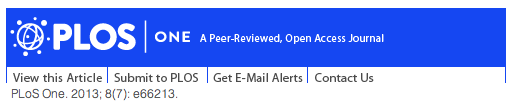 PLOS ONE A Peer-Reviewed, Open Access Journal
View this Article Submit to PLOS Get E-Mail Alerts Contact Us
PLoS One. 2013; 8(7): e66213.